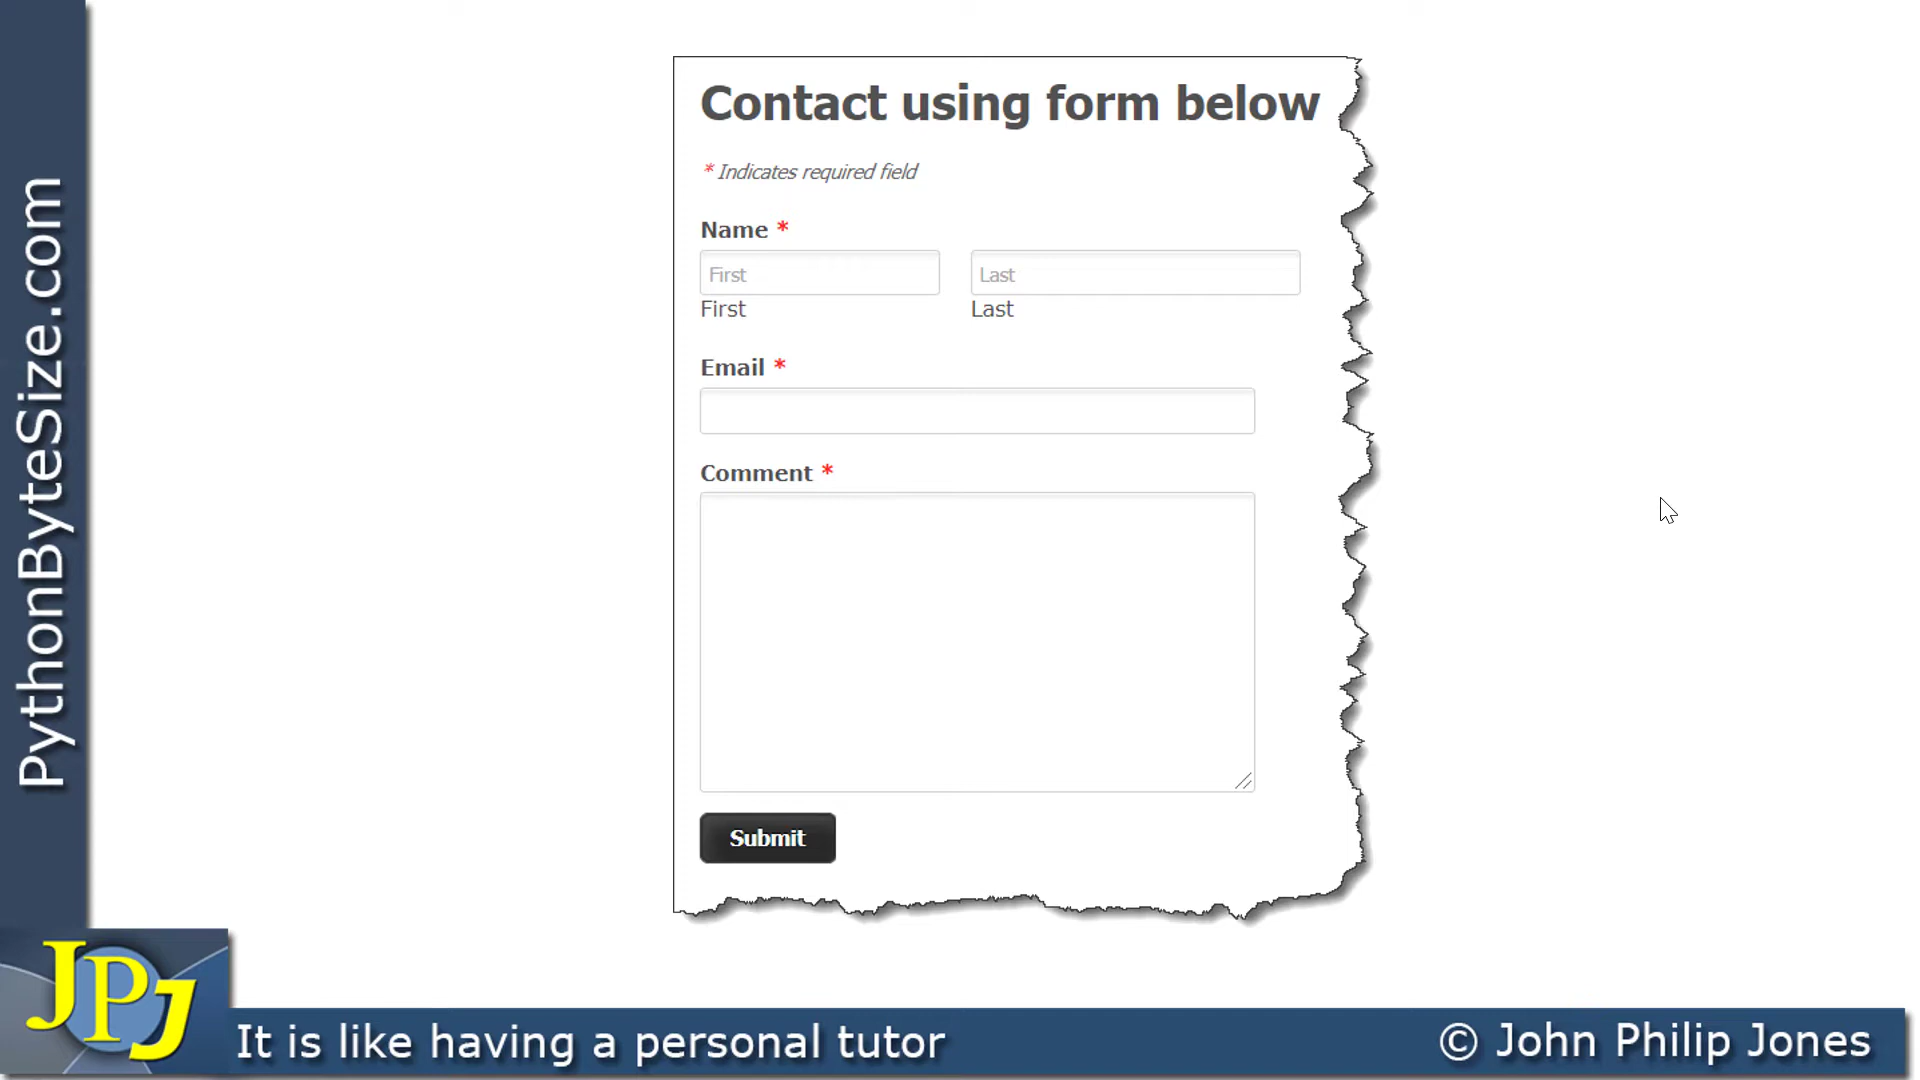 PythonByteSize.com
Contact using form below
* Indicates required field
Name *
First
Last
First
Last
Email *
Comment *
Submit
JPJ
It is like having a personal tutor
© John Philip Jones